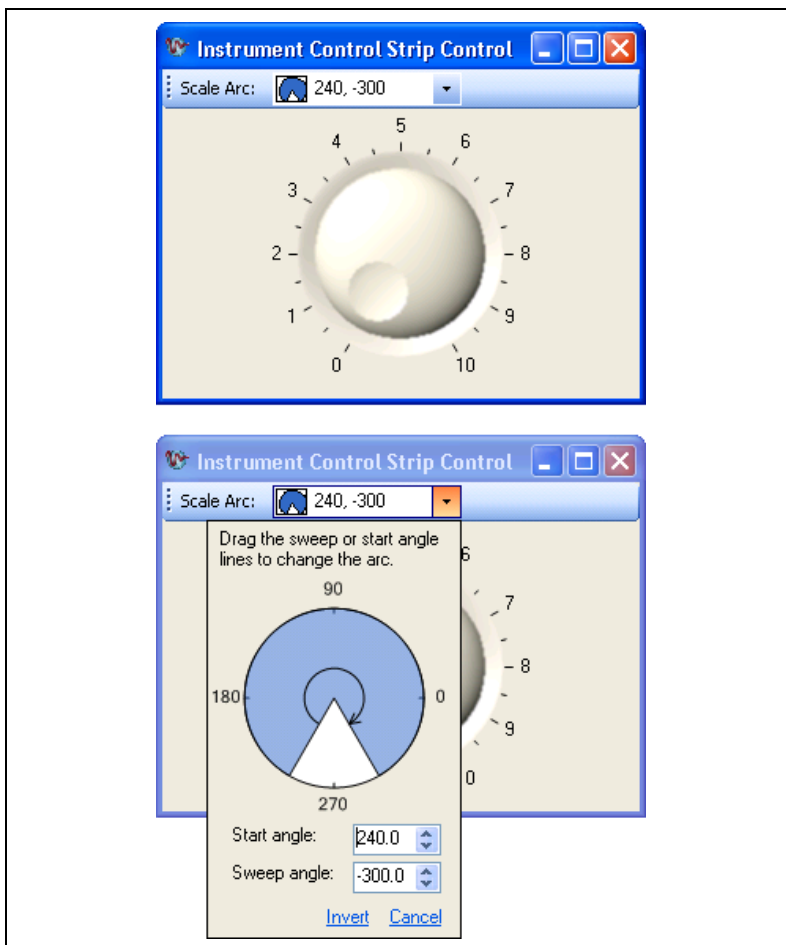 Instrument Control Strip Control
Scale Arc: 240, -300
5
4 6
3 7
2 8
1 9
0 10
Instrument Control Strip Control
Scale Arc: 240, -300
Drag the sweep or start angle
lines to change the arc.
6
90
7
180 0
8
9
270
0
Start angle: 240.0
Sweep angle: -300.0
Invert Cancel